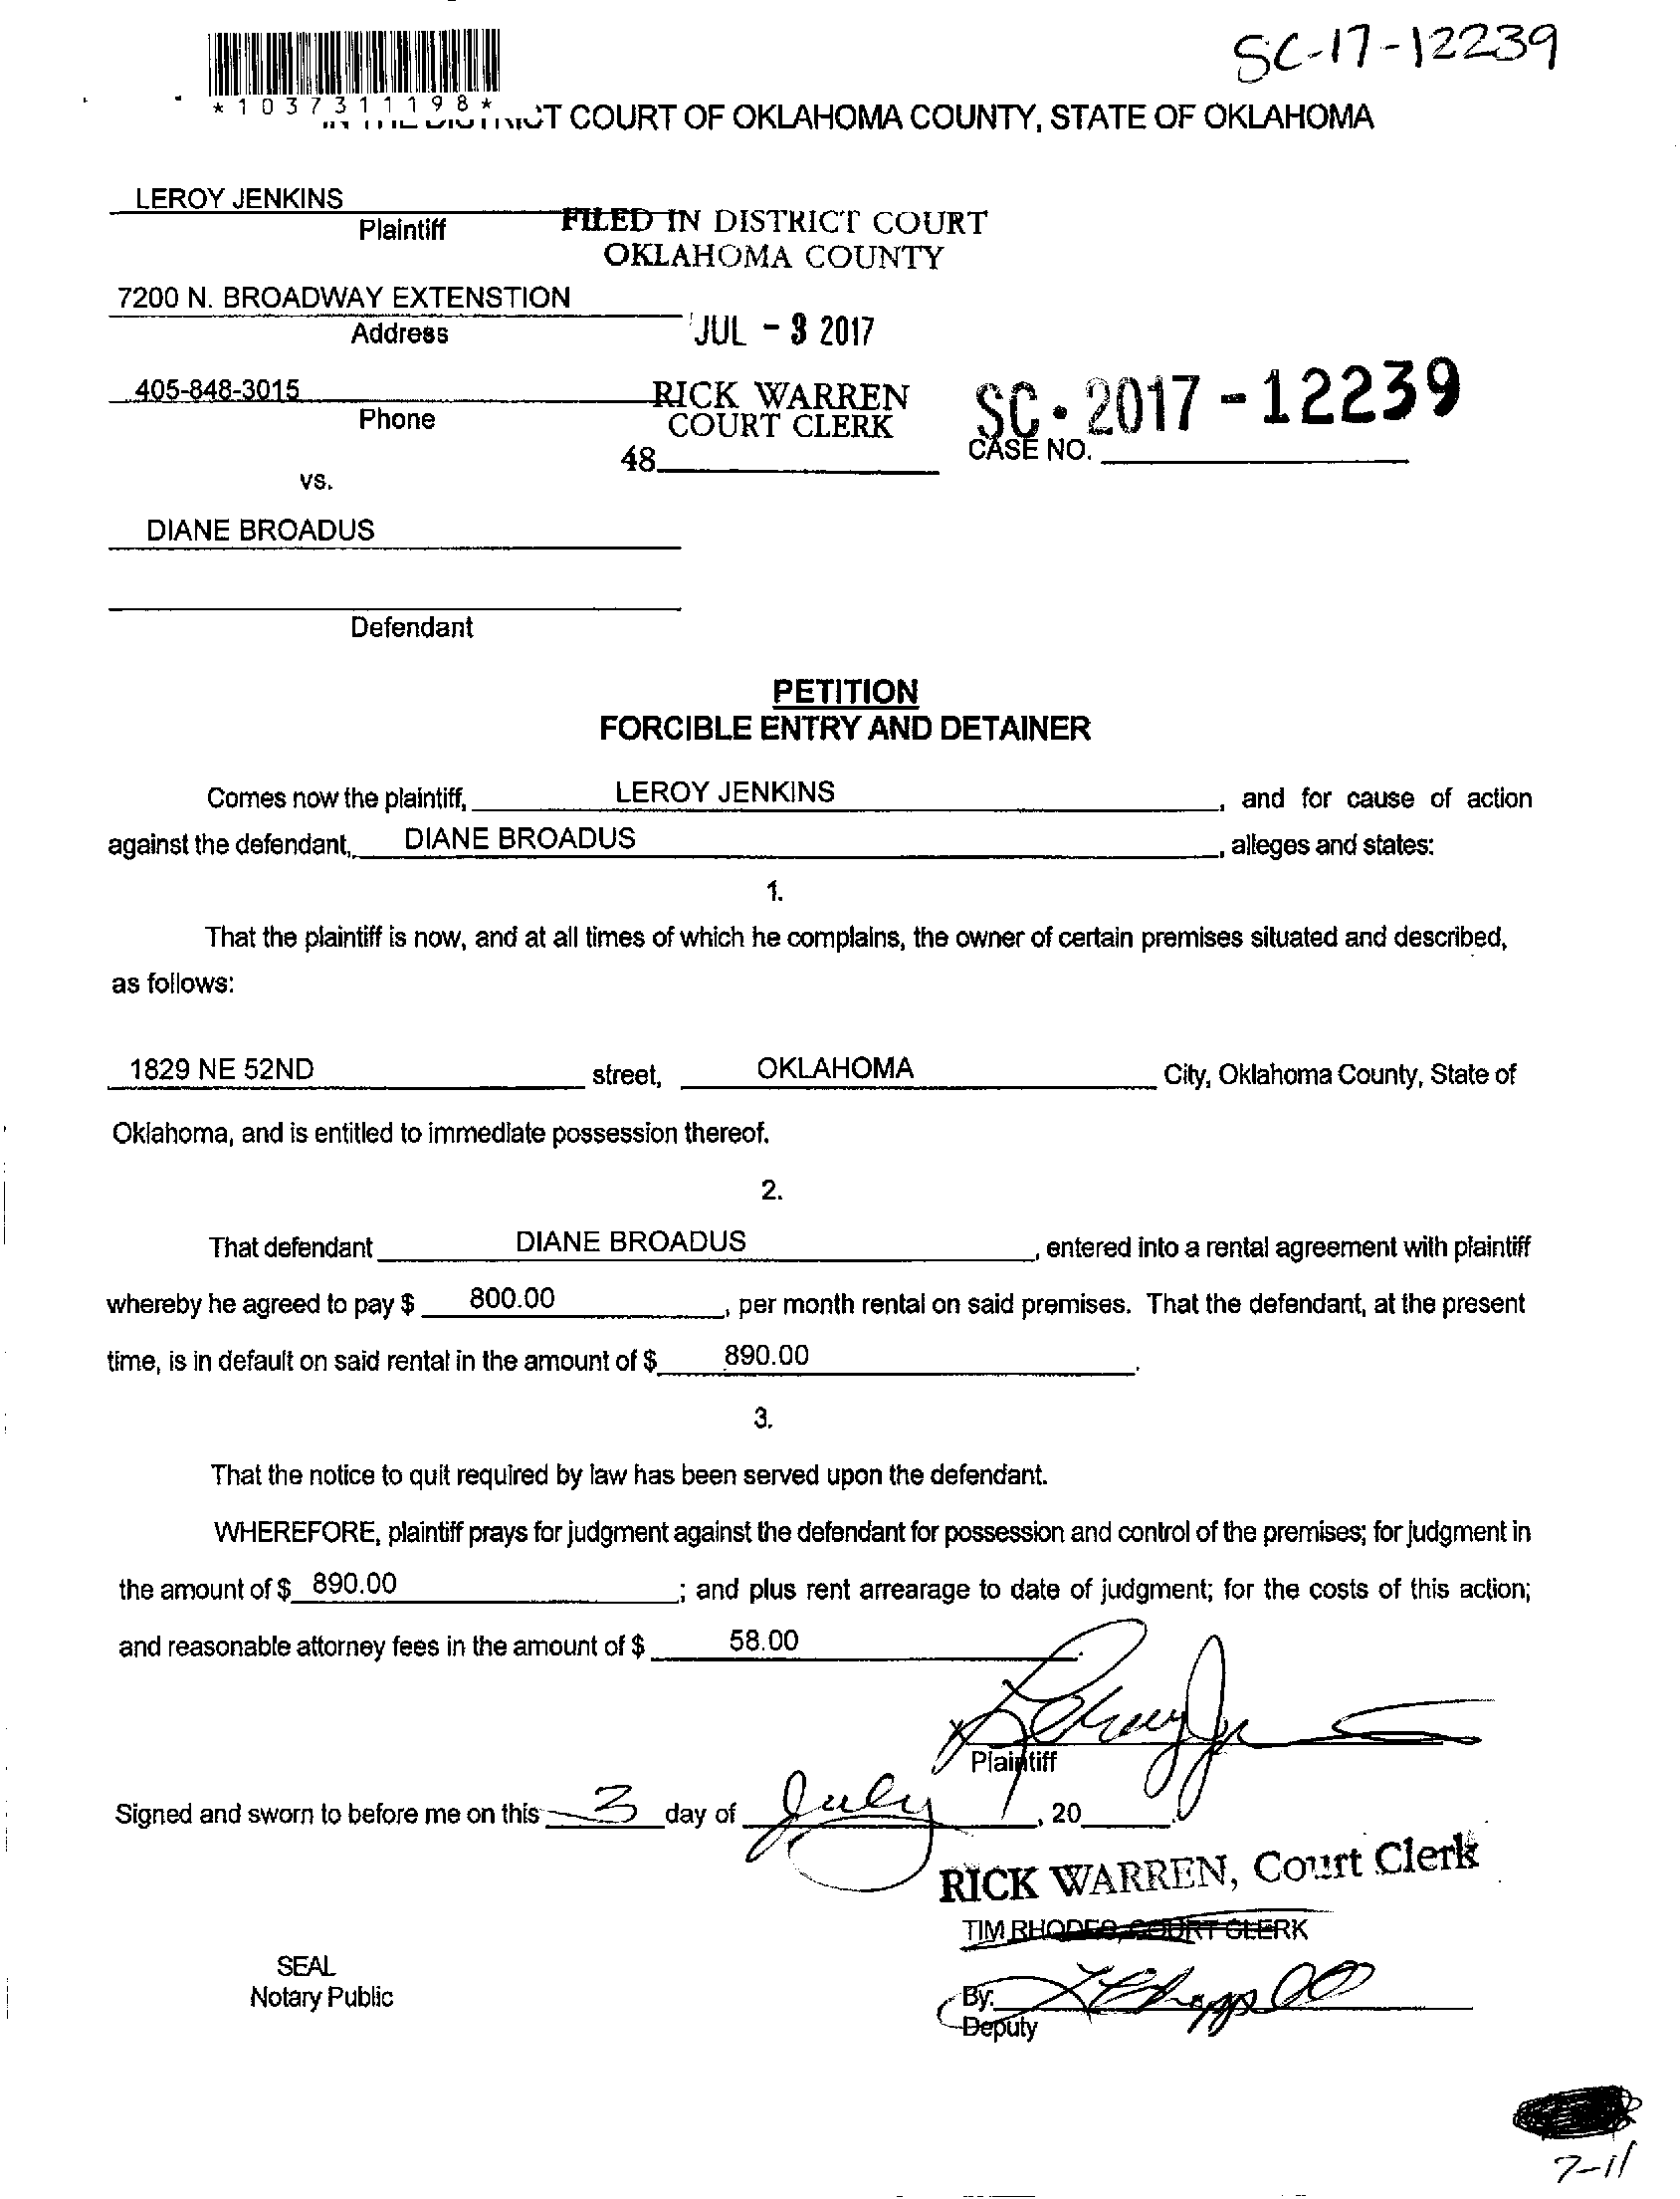 SC-17-12239
*1037311198*
CT COURT OF OKLAHOMA COUNTY, STATE OF OKLAHOMA
LEROY JENKINS
Plaintiff
FILED IN DISTRICT COURT
OKLAHOMA COUNTY
7200 N. BROADWAY EXTENSTION
Address
JUL - 3 2017
405-848-3015
Phone
RICK WARREN
COURT CLERK
SC - 2017 - 12239
CASE NO.
48
vs.
DIANE BROADUS
Defendant
PETITION
FORCIBLE ENTRY AND DETAINER
Comes now the plaintiff, LEROY JENKINS, and for cause of action
against the defendant, DIANE BROADUS, alleges and states:
1.
That the plaintiff is now, and at all times of which he complains, the owner of certain premises situated and described,
as follows:
1829 NE 52ND street, OKLAHOMA City, Oklahoma County, State of
Oklahoma, and is entitled to immediate possession thereof.
2.
That defendant DIANE BROADUS, entered into a rental agreement with plaintiff
whereby he agreed to pay $ 800.00, per month rental on said premises. That the defendant, at the present
time, is in default on said rental in the amount of $ 890.00.
3.
That the notice to quit required by law has been served upon the defendant.
WHEREFORE, plaintiff prays for judgment against the defendant for possession and control of the premises; for judgment in
the amount of $ 890.00; and plus rent arrearage to date of judgment; for the costs of this action;
and reasonable attorney fees in the amount of $ 58.00.
Plaintiff
Signed and sworn to before me on this 3 day of July, 20
RICK WARREN, Court Clerk
TIM RHODES, COURT CLERK
SEAL
Notary Public
By:
Deputy
7-11